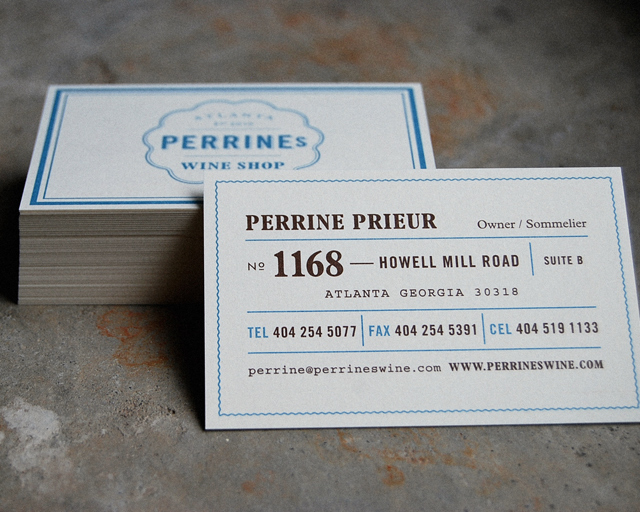 ATLANTA
PERRINEs
WINE SHOP
PERRINE PRIEUR Owner / Sommelier
Nº 1168 — HOWELL MILL ROAD SUITE B
ATLANTA GEORGIA 30318
TEL 404 254 5077 FAX 404 254 5391 CEL 404 519 1133
perrine@perrineswine.com WWW.PERRINESWINE.COM